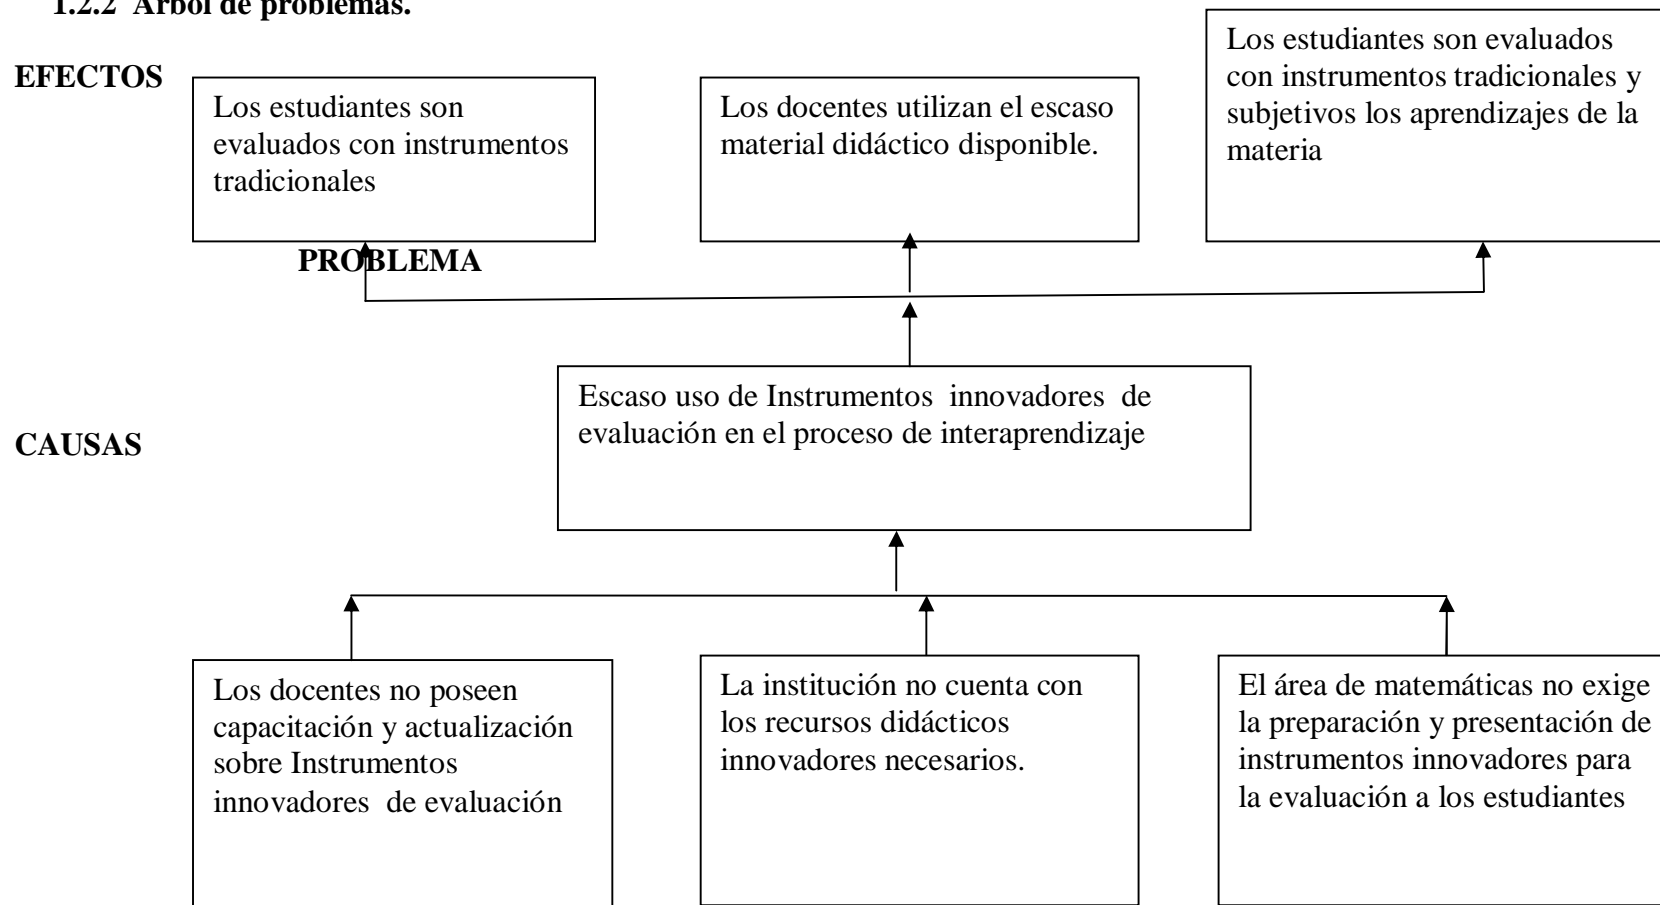 1.2.2 Árbol de problemas.
EFECTOS
Los estudiantes son
evaluados con instrumentos
tradicionales
Los docentes utilizan el escaso
material didáctico disponible.
Los estudiantes son evaluados
con instrumentos tradicionales y
subjetivos los aprendizajes de la
materia
PROBLEMA
Escaso uso de Instrumentos innovadores de
evaluación en el proceso de interaprendizaje
CAUSAS
Los docentes no poseen
capacitación y actualización
sobre Instrumentos
innovadores de evaluación
La institución no cuenta con
los recursos didácticos
innovadores necesarios.
El área de matemáticas no exige
la preparación y presentación de
instrumentos innovadores para
la evaluación a los estudiantes